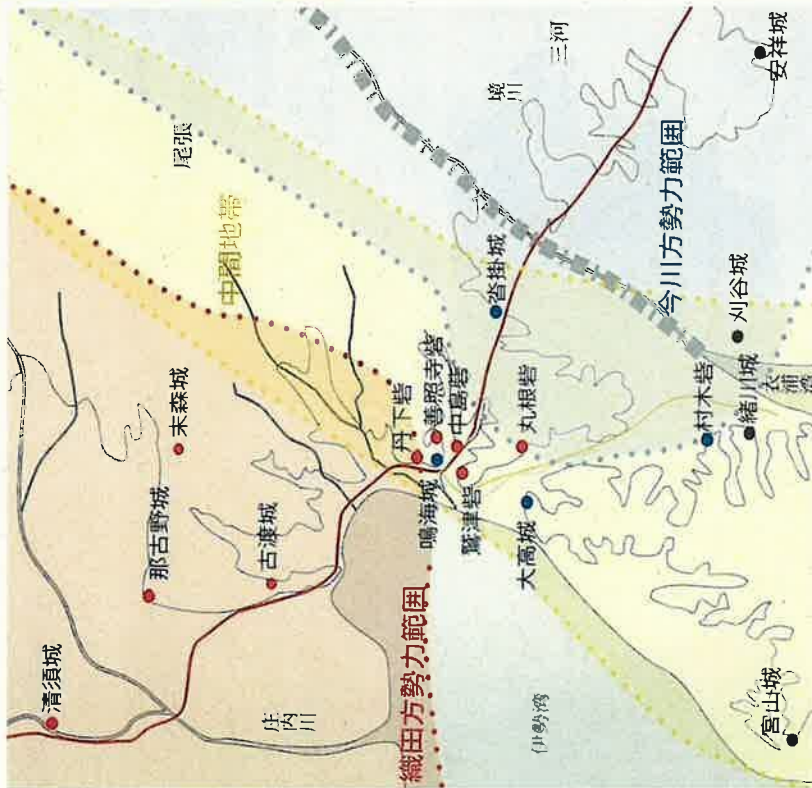 清須城
那古野城
末森城
古渡城
庄内川
織田方勢力範囲
中間地帯
尾張
丹下砦
善照寺砦
鳴海城
中島砦
鷲津砦
丸根砦
大高城
沓掛城
境川
三河
今川方勢力範囲
安祥城
村木砦
緒川城
刈谷城
衣浦湾
伊勢湾
宮山城